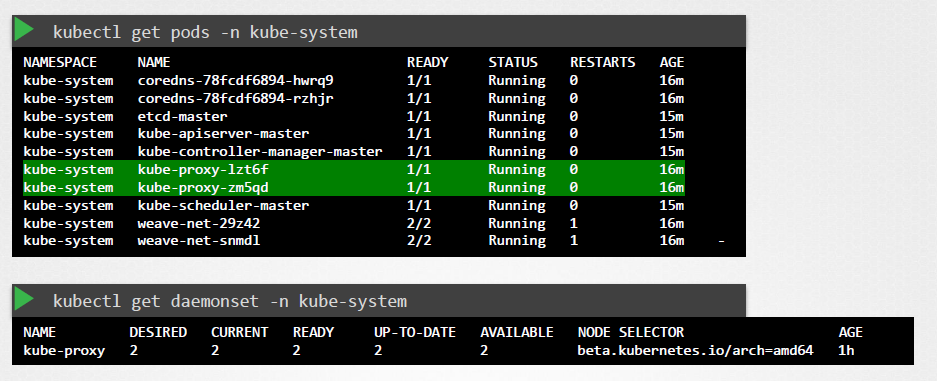 kubectl get pods -n kube-system
NAMESPACE NAME READY STATUS RESTARTS AGE
kube-system coredns-78fcdf6894-hwrq9 1/1 Running 0 16m
kube-system coredns-78fcdf6894-rzhjr 1/1 Running 0 16m
kube-system etcd-master 1/1 Running 0 15m
kube-system kube-apiserver-master 1/1 Running 0 15m
kube-system kube-controller-manager-master 1/1 Running 0 15m
kube-system kube-proxy-lzt6f 1/1 Running 0 16m
kube-system kube-proxy-zm5qd 1/1 Running 0 16m
kube-system kube-scheduler-master 1/1 Running 0 15m
kube-system weave-net-29z42 2/2 Running 1 16m
kube-system weave-net-snmdl 2/2 Running 1 16m -
kubectl get daemonset -n kube-system
NAME DESIRED CURRENT READY UP-TO-DATE AVAILABLE NODE SELECTOR AGE
kube-proxy 2 2 2 2 2 beta.kubernetes.io/arch=amd64 1h